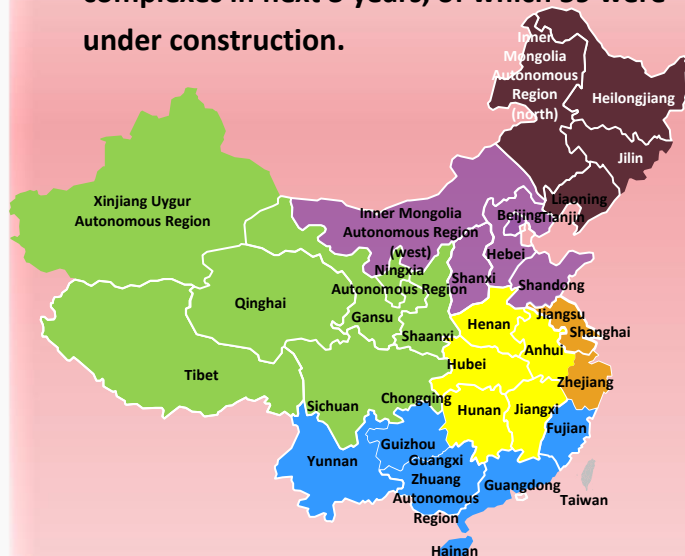 under construction.
Inner
Mongolia
Autonomous
Region
(north)
Heilongjiang
Jilin
Liaoning
Xinjiang Uygur
Autonomous Region
Inner Mongolia
Autonomous Region
(west)
Beijing
Tianjin
Hebei
Ningxia
Autonomous Region
Shanxi
Shandong
Qinghai
Gansu
Shaanxi
Henan
Jiangsu
Shanghai
Anhui
Hubei
Tibet
Zhejiang
Sichuan
Chongqing
Hunan
Jiangxi
Fujian
Guizhou
Yunnan
Guangxi
Zhuang
Autonomous
Region
Guangdong
Taiwan
Hainan